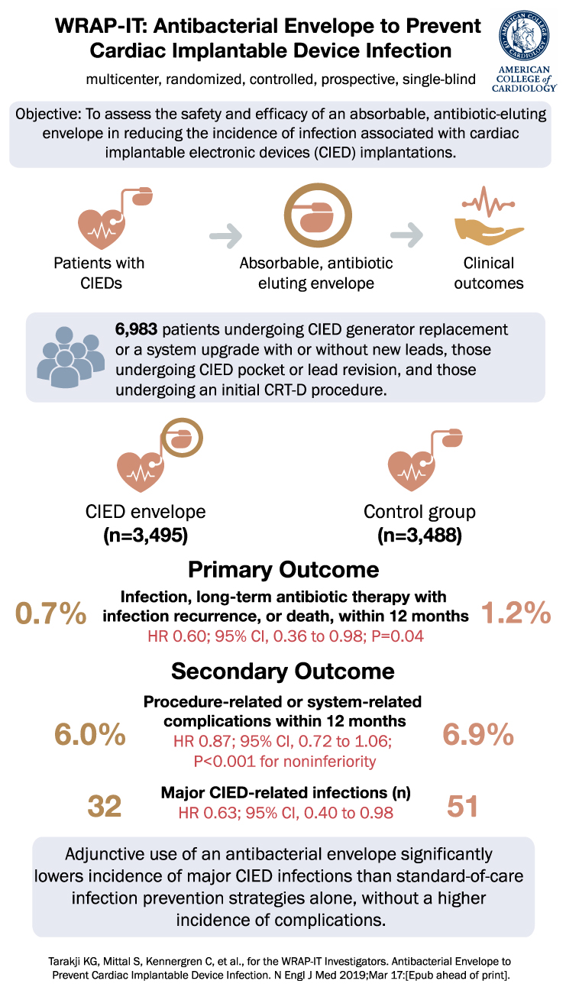 WRAP-IT: Antibacterial Envelope to Prevent
Cardiac Implantable Device Infection
multicenter, randomized, controlled, prospective, single-blind
AMERICAN COLLEGE OF CARDIOLOGY
AMERICAN
COLLEGE of
CARDIOLOGY
Objective: To assess the safety and efficacy of an absorbable, antibiotic-eluting
envelope in reducing the incidence of infection associated with cardiac
implantable electronic devices (CIED) implantations.
Patients with
CIEDs
Absorbable, antibiotic
eluting envelope
Clinical
outcomes
6,983 patients undergoing CIED generator replacement
or a system upgrade with or without new leads, those
undergoing CIED pocket or lead revision, and those
undergoing an initial CRT-D procedure.
CIED envelope
(n=3,495)
Control group
(n=3,488)
Primary Outcome
0.7%
Infection, long-term antibiotic therapy with
infection recurrence, or death, within 12 months
HR 0.60; 95% CI, 0.36 to 0.98; P=0.04
1.2%
Secondary Outcome
6.0%
Procedure-related or system-related
complications within 12 months
HR 0.87; 95% CI, 0.72 to 1.06;
P<0.001 for noninferiority
6.9%
32
Major CIED-related infections (n)
HR 0.63; 95% CI, 0.40 to 0.98
51
Adjunctive use of an antibacterial envelope significantly
lowers incidence of major CIED infections than standard-of-care
infection prevention strategies alone, without a higher
incidence of complications.
Tarakji KG, Mittal S, Kennergren C, et al., for the WRAP-IT Investigators. Antibacterial Envelope to
Prevent Cardiac Implantable Device Infection. N Engl J Med 2019;Mar 17:[Epub ahead of print].